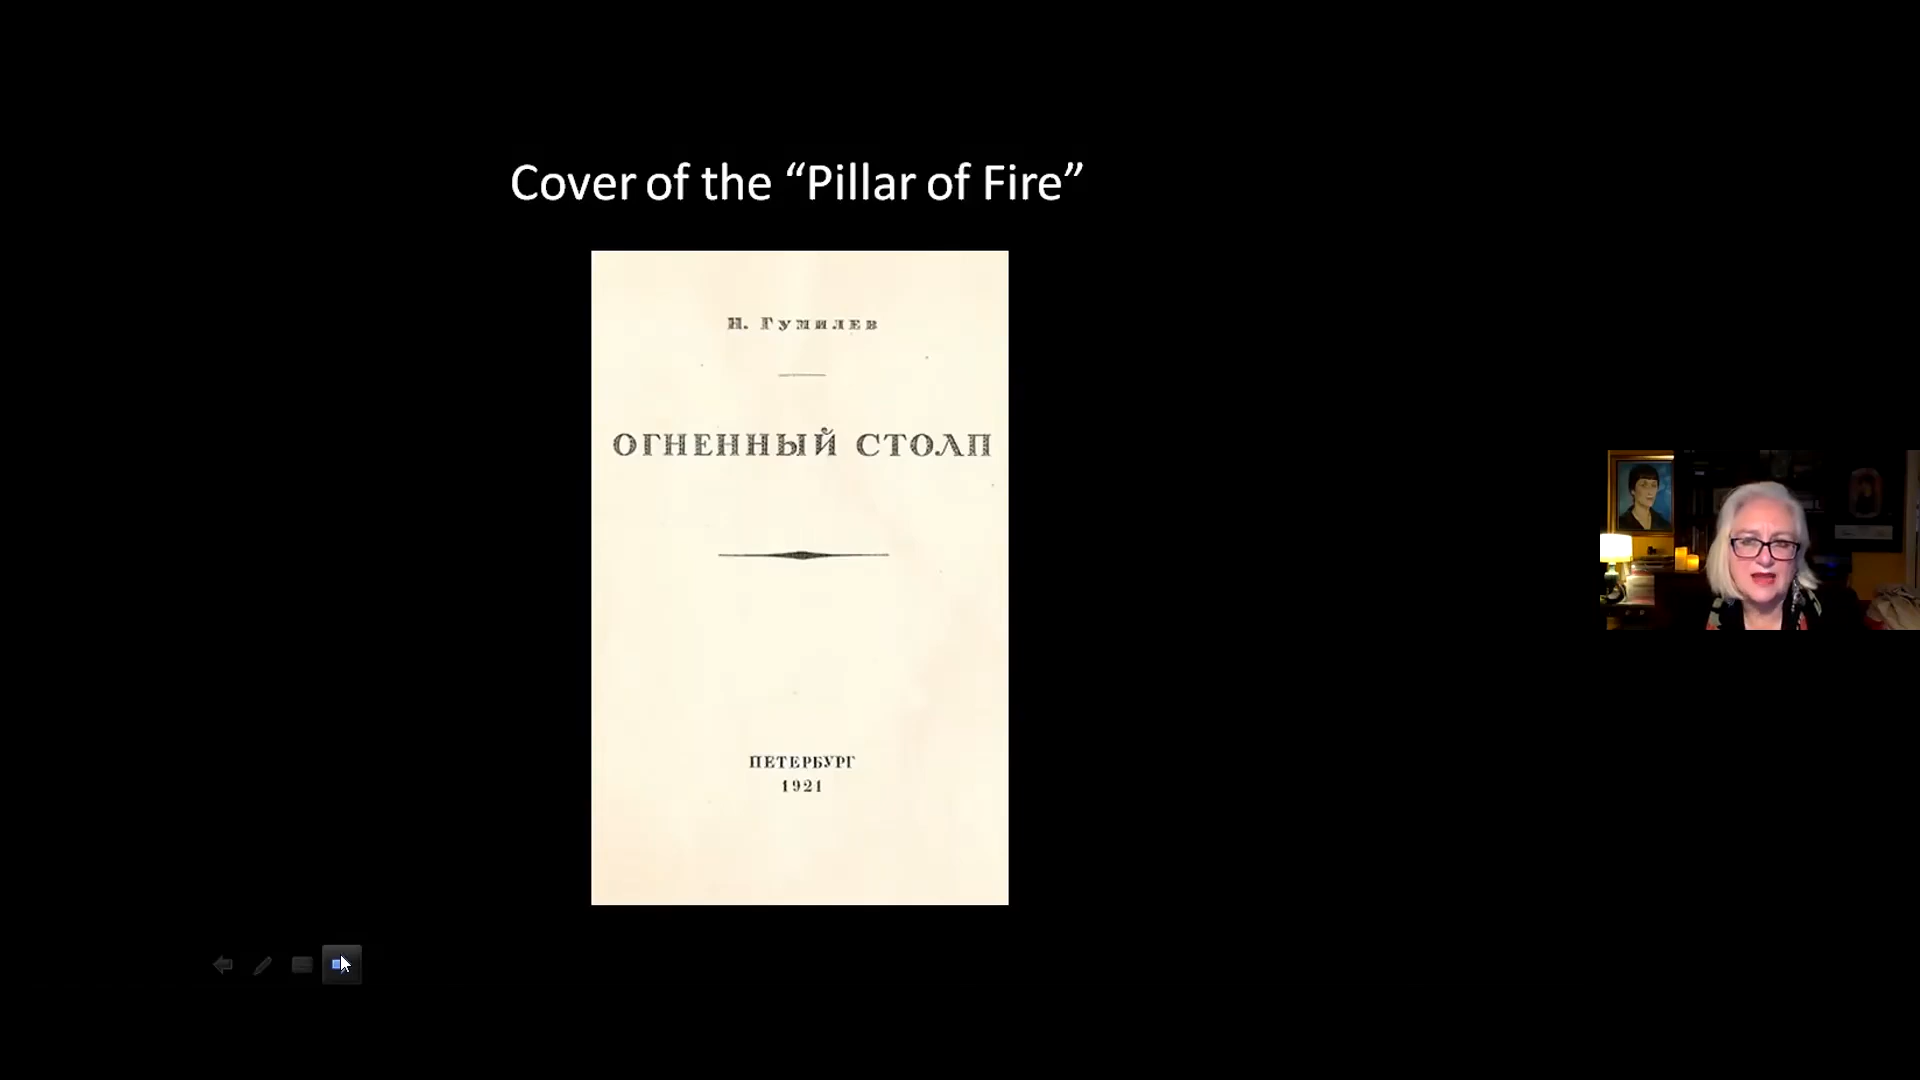 Cover of the “Pillar of Fire”
Н. Гумилев
ОГНЕННЫЙ СТОЛП
ПЕТЕРБУРГ
1921